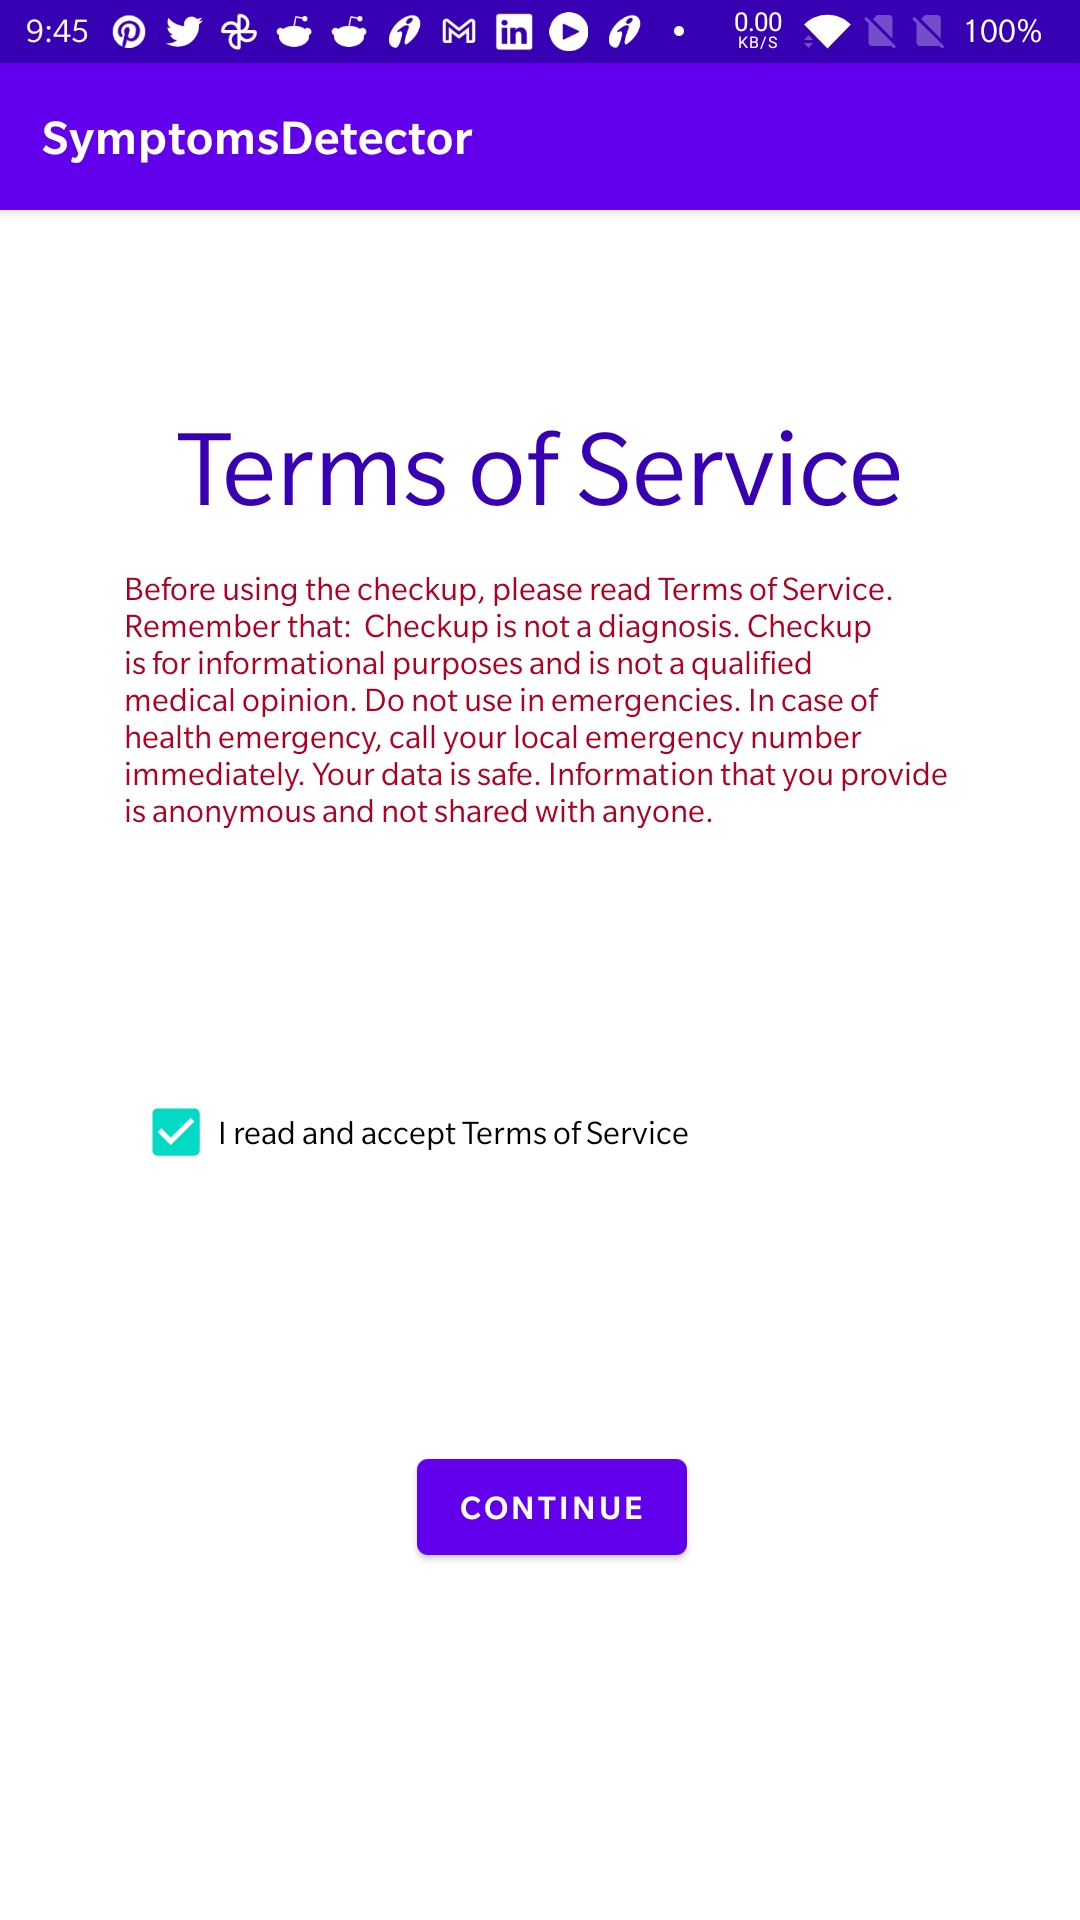 9:45 0.00 KB/S 100%
SymptomsDetector
Terms of Service
Before using the checkup, please read Terms of Service.
Remember that:  Checkup is not a diagnosis. Checkup
is for informational purposes and is not a qualified
medical opinion. Do not use in emergencies. In case of
health emergency, call your local emergency number
immediately. Your data is safe. Information that you provide
is anonymous and not shared with anyone.
I read and accept Terms of Service
CONTINUE